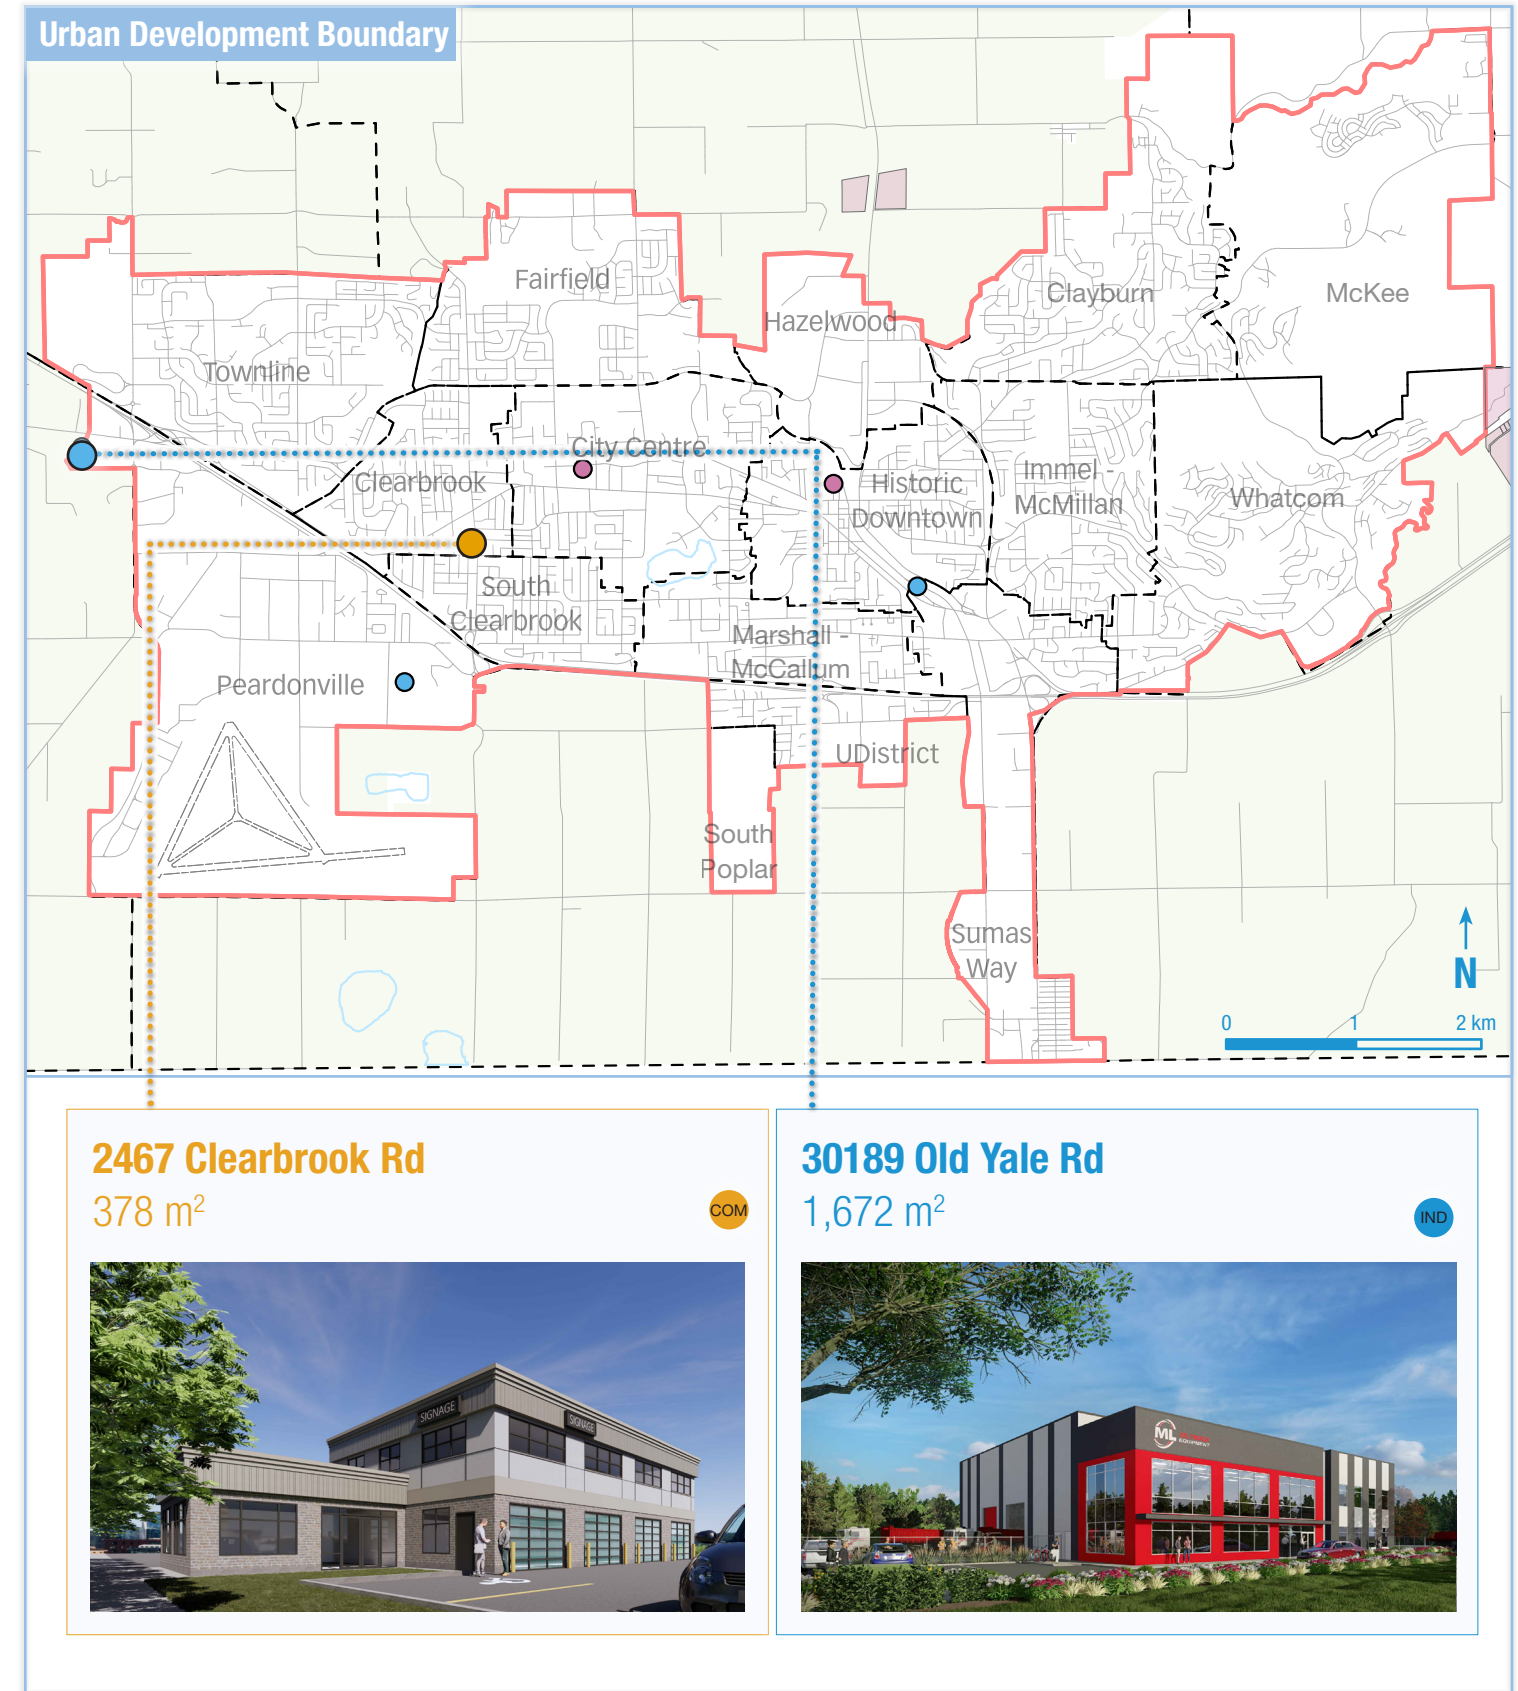 Urban Development Boundary
Fairfield
Clayburn
McKee
Hazelwood
Townline
City Centre
Clearbrook
Historic
Downtown
Immel -
McMillan
Whatcom
South
Clearbrook
Marshall -
McCallum
Peardonville
UDistrict
South
Poplar
Sumas
Way
N
0 1 2 km
2467 Clearbrook Rd
378 m²
COM
30189 Old Yale Rd
1,672 m²
IND
SIGNAGE
SIGNAGE
ML
EQUIPMENT